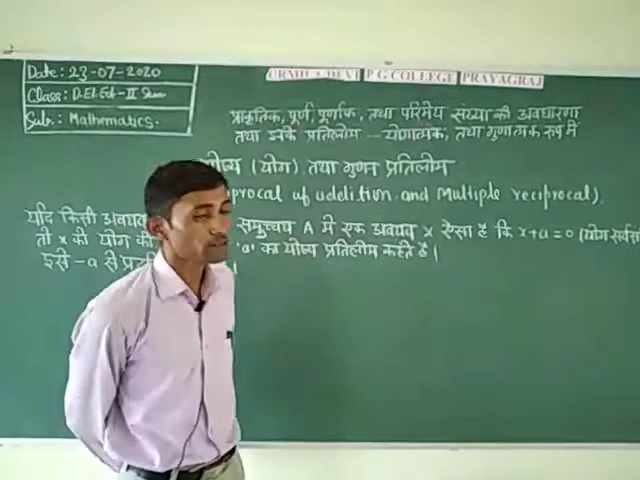 Date: 23-07-2020
Class: D.El.Ed-II Sem
Sub.: Mathematics.
URMILA DEVI P G COLLEGE PRAYAGRAJ
प्राकृतिक, पूर्ण, पूर्णांक, तथा परिमेय संख्या की अवधारणा
तथा इनके प्रतिलोम - योगात्मक, तथा गुणात्मक रूप में
योज्य (योग) तथा गुणन प्रतिलोम
procal of addition and Multiple reciprocal).
यदि किसी अवयव समुच्चय A में एक अवयव x ऐसा है कि x+a=0 (योग
तो x को योग का 'a' का योज्य प्रतिलोम कहते है।
इसे -a से